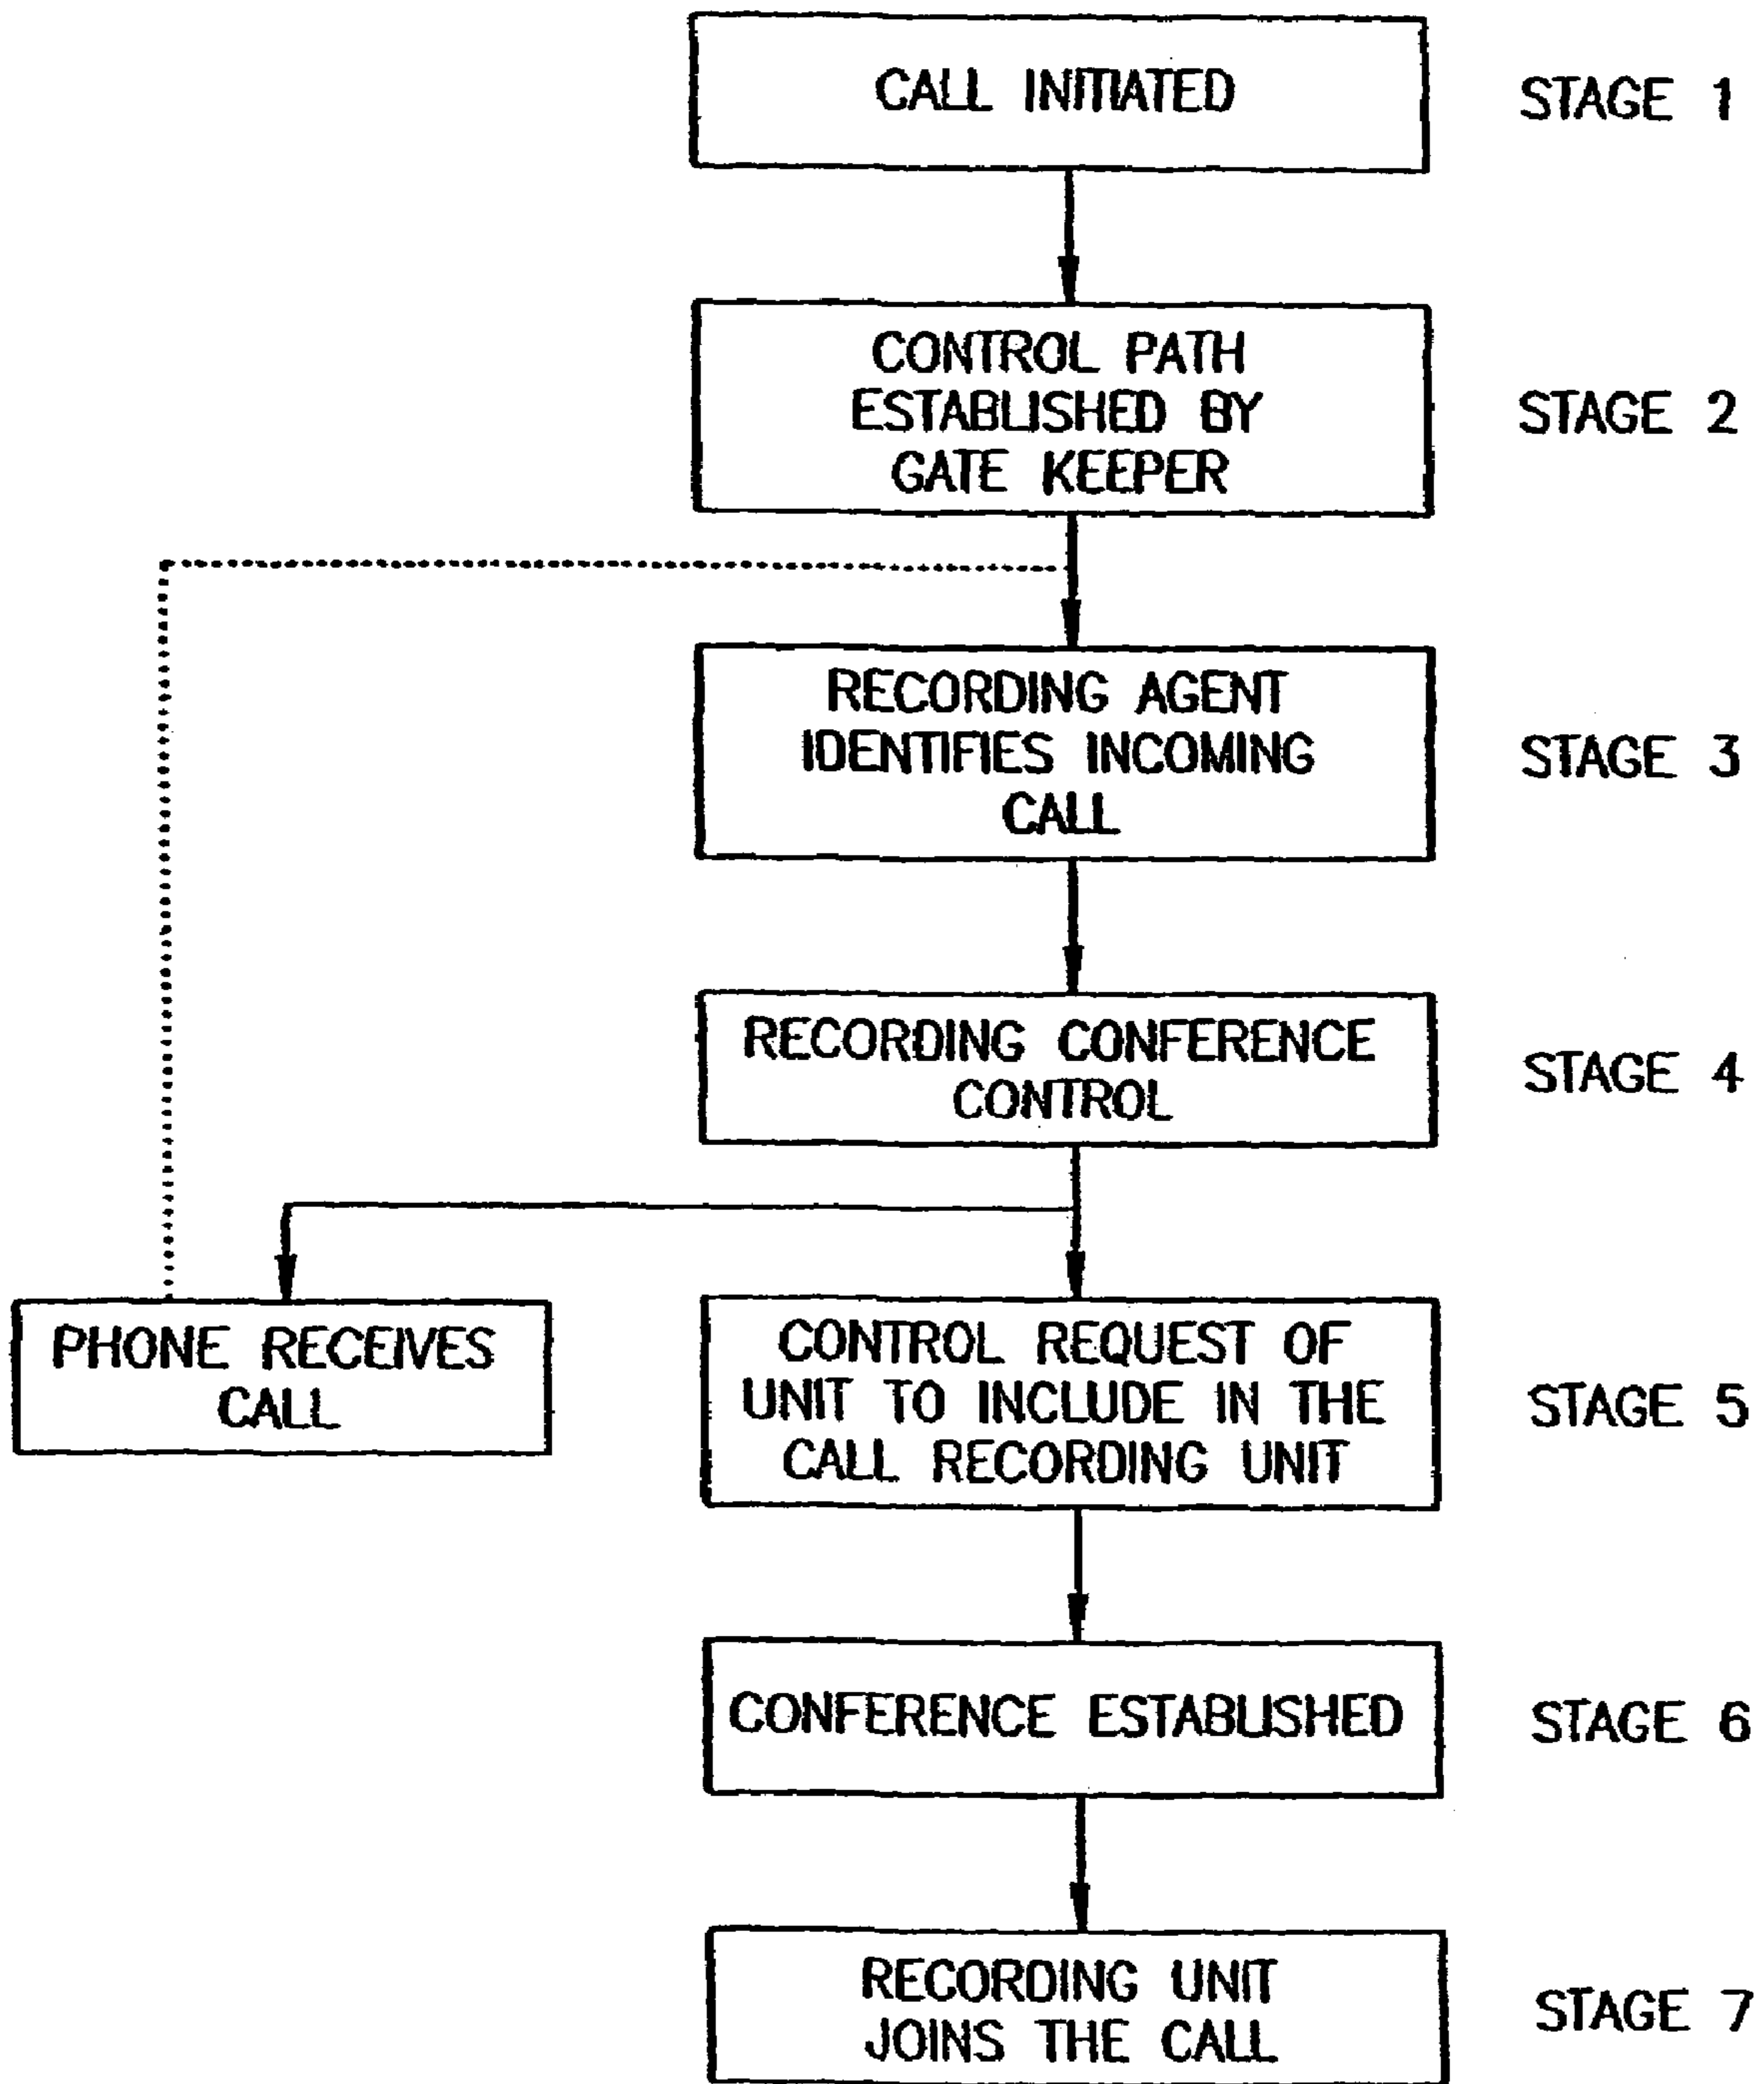 CALL INITIATED
STAGE 1
CONTROL PATH
ESTABLISHED BY
GATE KEEPER
STAGE 2
RECORDING AGENT
IDENTIFIES INCOMING
CALL
STAGE 3
RECORDING CONFERENCE
CONTROL
STAGE 4
PHONE RECEIVES
CALL
CONTROL REQUEST OF
UNIT TO INCLUDE IN THE
CALL RECORDING UNIT
STAGE 5
CONFERENCE ESTABLISHED
STAGE 6
RECORDING UNIT
JOINS THE CALL
STAGE 7